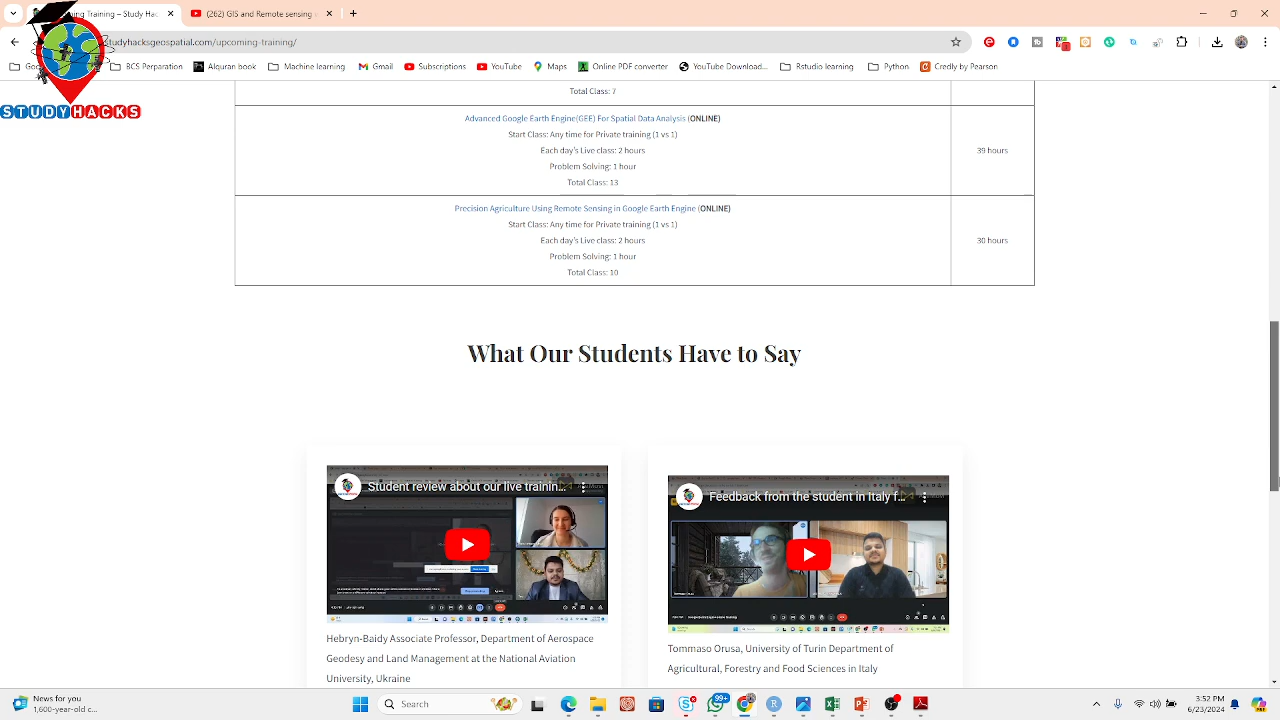 ning Training – Study Hac
(262) GIS and Remote sensing
studyhacksgeospatial.com/upcoming-training/
BCS Perparation
Alquran book
Machine learning
Gmail
Subscriptions
YouTube
Maps
Online PDF converter
YouTube Download...
Rstudio learning
Python
Credly by Pearson
STUDYHACKS
Total Class: 7
Advanced Google Earth Engine(GEE) For Spatial Data Analysis (ONLINE)
Start Class: Any time for Private training (1 vs 1)
Each day's Live class: 2 hours
39 hours
Problem Solving: 1 hour
Total Class: 13
Precision Agriculture Using Remote Sensing in Google Earth Engine (ONLINE)
Start Class: Any time for Private training (1 vs 1)
Each day's Live class: 2 hours
30 hours
Problem Solving: 1 hour
Total Class: 10
What Our Students Have to Say
Student review about our live trainin...
Feedback from the student in Italy f...
Hebryn-Baidy Associate Professor, Department of Aerospace
Geodesy and Land Management at the National Aviation
University, Ukraine
Tommaso Orusa, University of Turin Department of
Agricultural, Forestry and Food Sciences in Italy
News for you
1,600-year-old c...
Search
99+
3:52 PM
6/23/2024